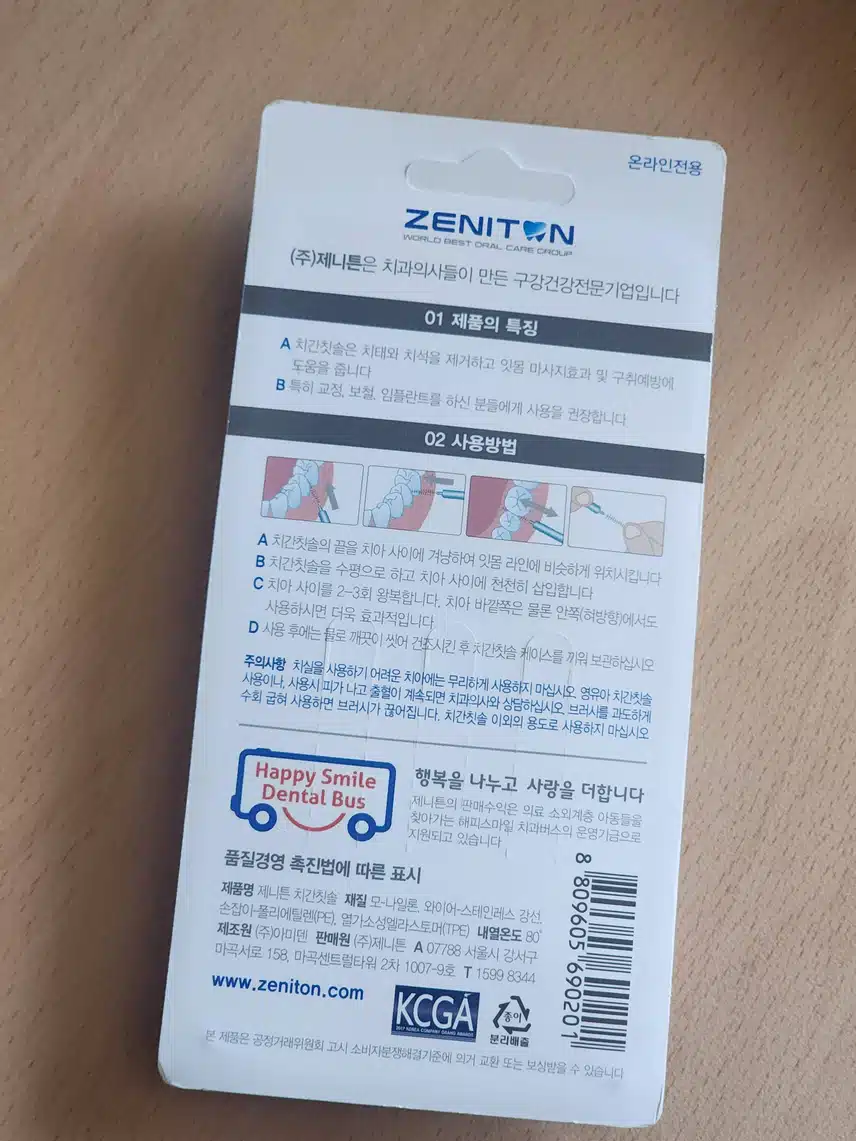 온라인전용
ZENITON
WORLD BEST ORAL CARE GROUP
(주)제니튼은 치과의사들이 만든 구강건강전문기업입니다
01 제품의 특징
A 치간칫솔은 치태와 치석을 제거하고 잇몸 마사지효과 및 구취예방에
도움을 줍니다
B 특히 교정, 보철, 임플란트를 하신 분들에게 사용을 권장합니다
02 사용방법
A 치간칫솔의 끝을 치아 사이에 겨냥하여 잇몸 라인에 비슷하게 위치시킵니다
B 치간칫솔을 수평으로 하고 치아 사이에 천천히 삽입합니다
C 치아 사이를 2-3회 왕복합니다. 치아 바깥쪽은 물론 안쪽(혀방향)에서도
사용하시면 더욱 효과적입니다.
D 사용 후에는 물로 깨끗이 씻어 건조시킨 후 치간칫솔 케이스를 끼워 보관하십시오
주의사항 치실을 사용하기 어려운 치아에는 무리하게 사용하지 마십시오. 영유아 치간칫솔
사용이나, 사용시 피가 나고 출혈이 계속되면 치과의사와 상담하십시오. 브러시를 과도하게
수회 굽혀 사용하면 브러시가 끊어집니다. 치간칫솔 이외의 용도로 사용하지 마십시오
Happy Smile
Dental Bus
행복을 나누고 사랑을 더합니다
제니튼의 판매수익은 의료 소외계층 아동들을
찾아가는 해피스마일 치과버스의 운영기금으로
지원되고 있습니다
품질경영 촉진법에 따른 표시
제품명 제니튼 치간칫솔 재질 모-나일론, 와이어-스테인레스 강선
손잡이-폴리에틸렌(PE), 열가소성엘라스토머(TPE) 내열온도 80°
제조원 (주)아미덴 판매원 (주)제니튼 A 07788 서울시 강서구
마곡서로 158, 마곡센트럴타워 2차 1007-9호 T 1599 8344
www.zeniton.com
KCGA
2017 KOREA COMPANY GRAND AWARDS
종이
분리배출
8 809605 690201
본 제품은 공정거래위원회 고시 소비자분쟁해결기준에 의거 교환 또는 보상받을 수 있습니다